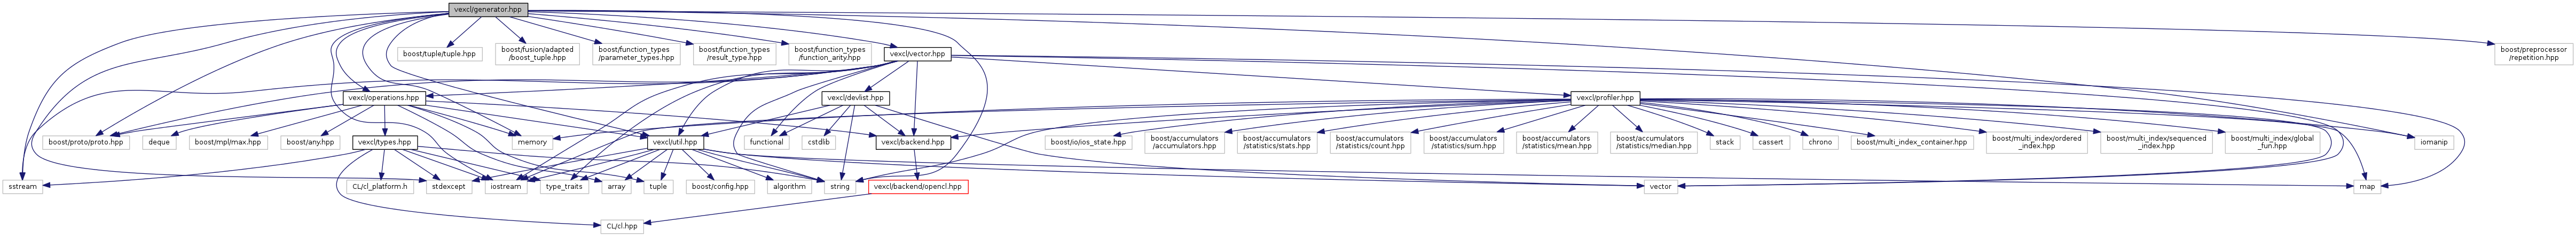 vexcl/generator.hpp
boost/tuple/tuple.hpp
boost/fusion/adapted
/boost_tuple.hpp
boost/function_types
/parameter_types.hpp
boost/function_types
/result_type.hpp
boost/function_types
/function_arity.hpp
vexcl/vector.hpp
boost/preprocessor
/repetition.hpp
vexcl/operations.hpp
vexcl/devlist.hpp
vexcl/profiler.hpp
boost/proto/proto.hpp
deque
boost/mpl/max.hpp
boost/any.hpp
vexcl/types.hpp
memory
vexcl/util.hpp
functional
cstdlib
vexcl/backend.hpp
boost/io/ios_state.hpp
boost/accumulators
/accumulators.hpp
boost/accumulators
/statistics/stats.hpp
boost/accumulators
/statistics/count.hpp
boost/accumulators
/statistics/sum.hpp
boost/accumulators
/statistics/mean.hpp
boost/accumulators
/statistics/median.hpp
stack
cassert
chrono
boost/multi_index_container.hpp
boost/multi_index/ordered
_index.hpp
boost/multi_index/sequenced
_index.hpp
boost/multi_index/global
_fun.hpp
iomanip
sstream
CL/cl_platform.h
stdexcept
iostream
type_traits
array
tuple
boost/config.hpp
algorithm
string
vexcl/backend/opencl.hpp
vector
map
CL/cl.hpp